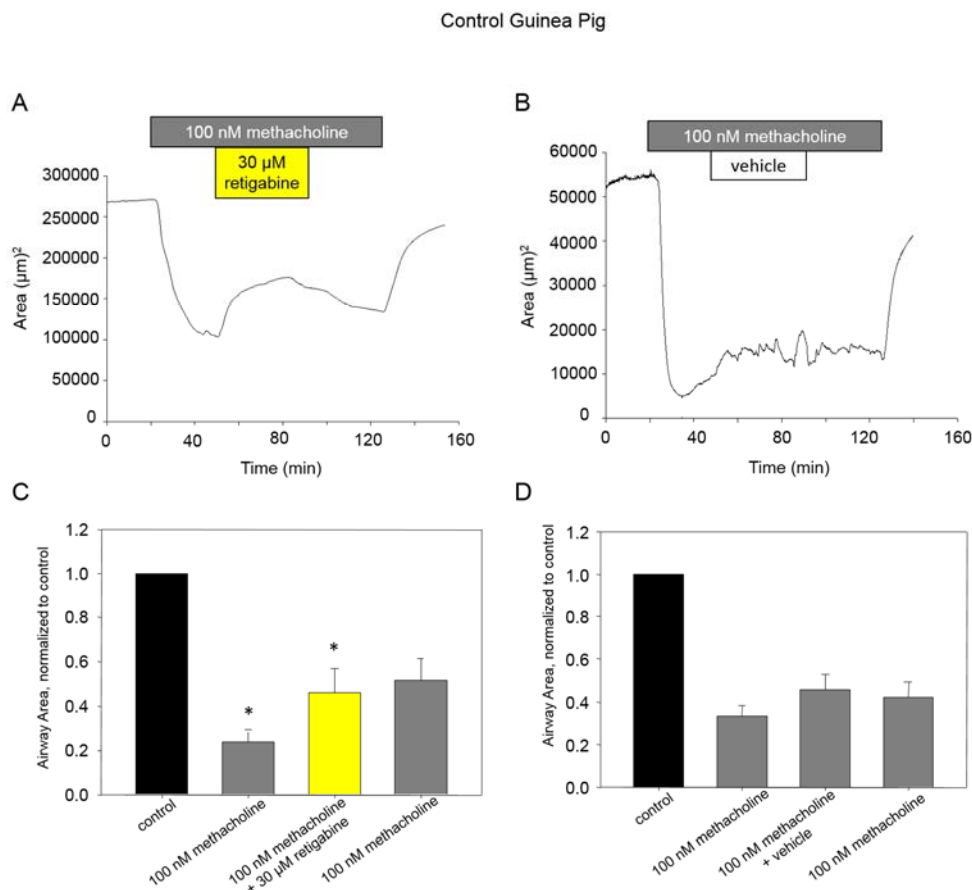 Control Guinea Pig
A
100 nM methacholine
30 µM
retigabine
300000
250000
200000
150000
100000
50000
0
Area (µm)²
0
40
80
120
160
Time (min)
B
100 nM methacholine
vehicle
60000
50000
40000
30000
20000
10000
0
Area (µm)²
0
20
40
60
80
100
120
140
160
Time (min)
C
1.2
1.0
0.8
0.6
0.4
0.2
0.0
Airway Area, normalized to control
*
*
control
100 nM methacholine
100 nM methacholine
+ 30 µM retigabine
100 nM methacholine
D
1.2
1.0
0.8
0.6
0.4
0.2
0.0
Airway Area, normalized to control
control
100 nM methacholine
100 nM methacholine
+ vehicle
100 nM methacholine